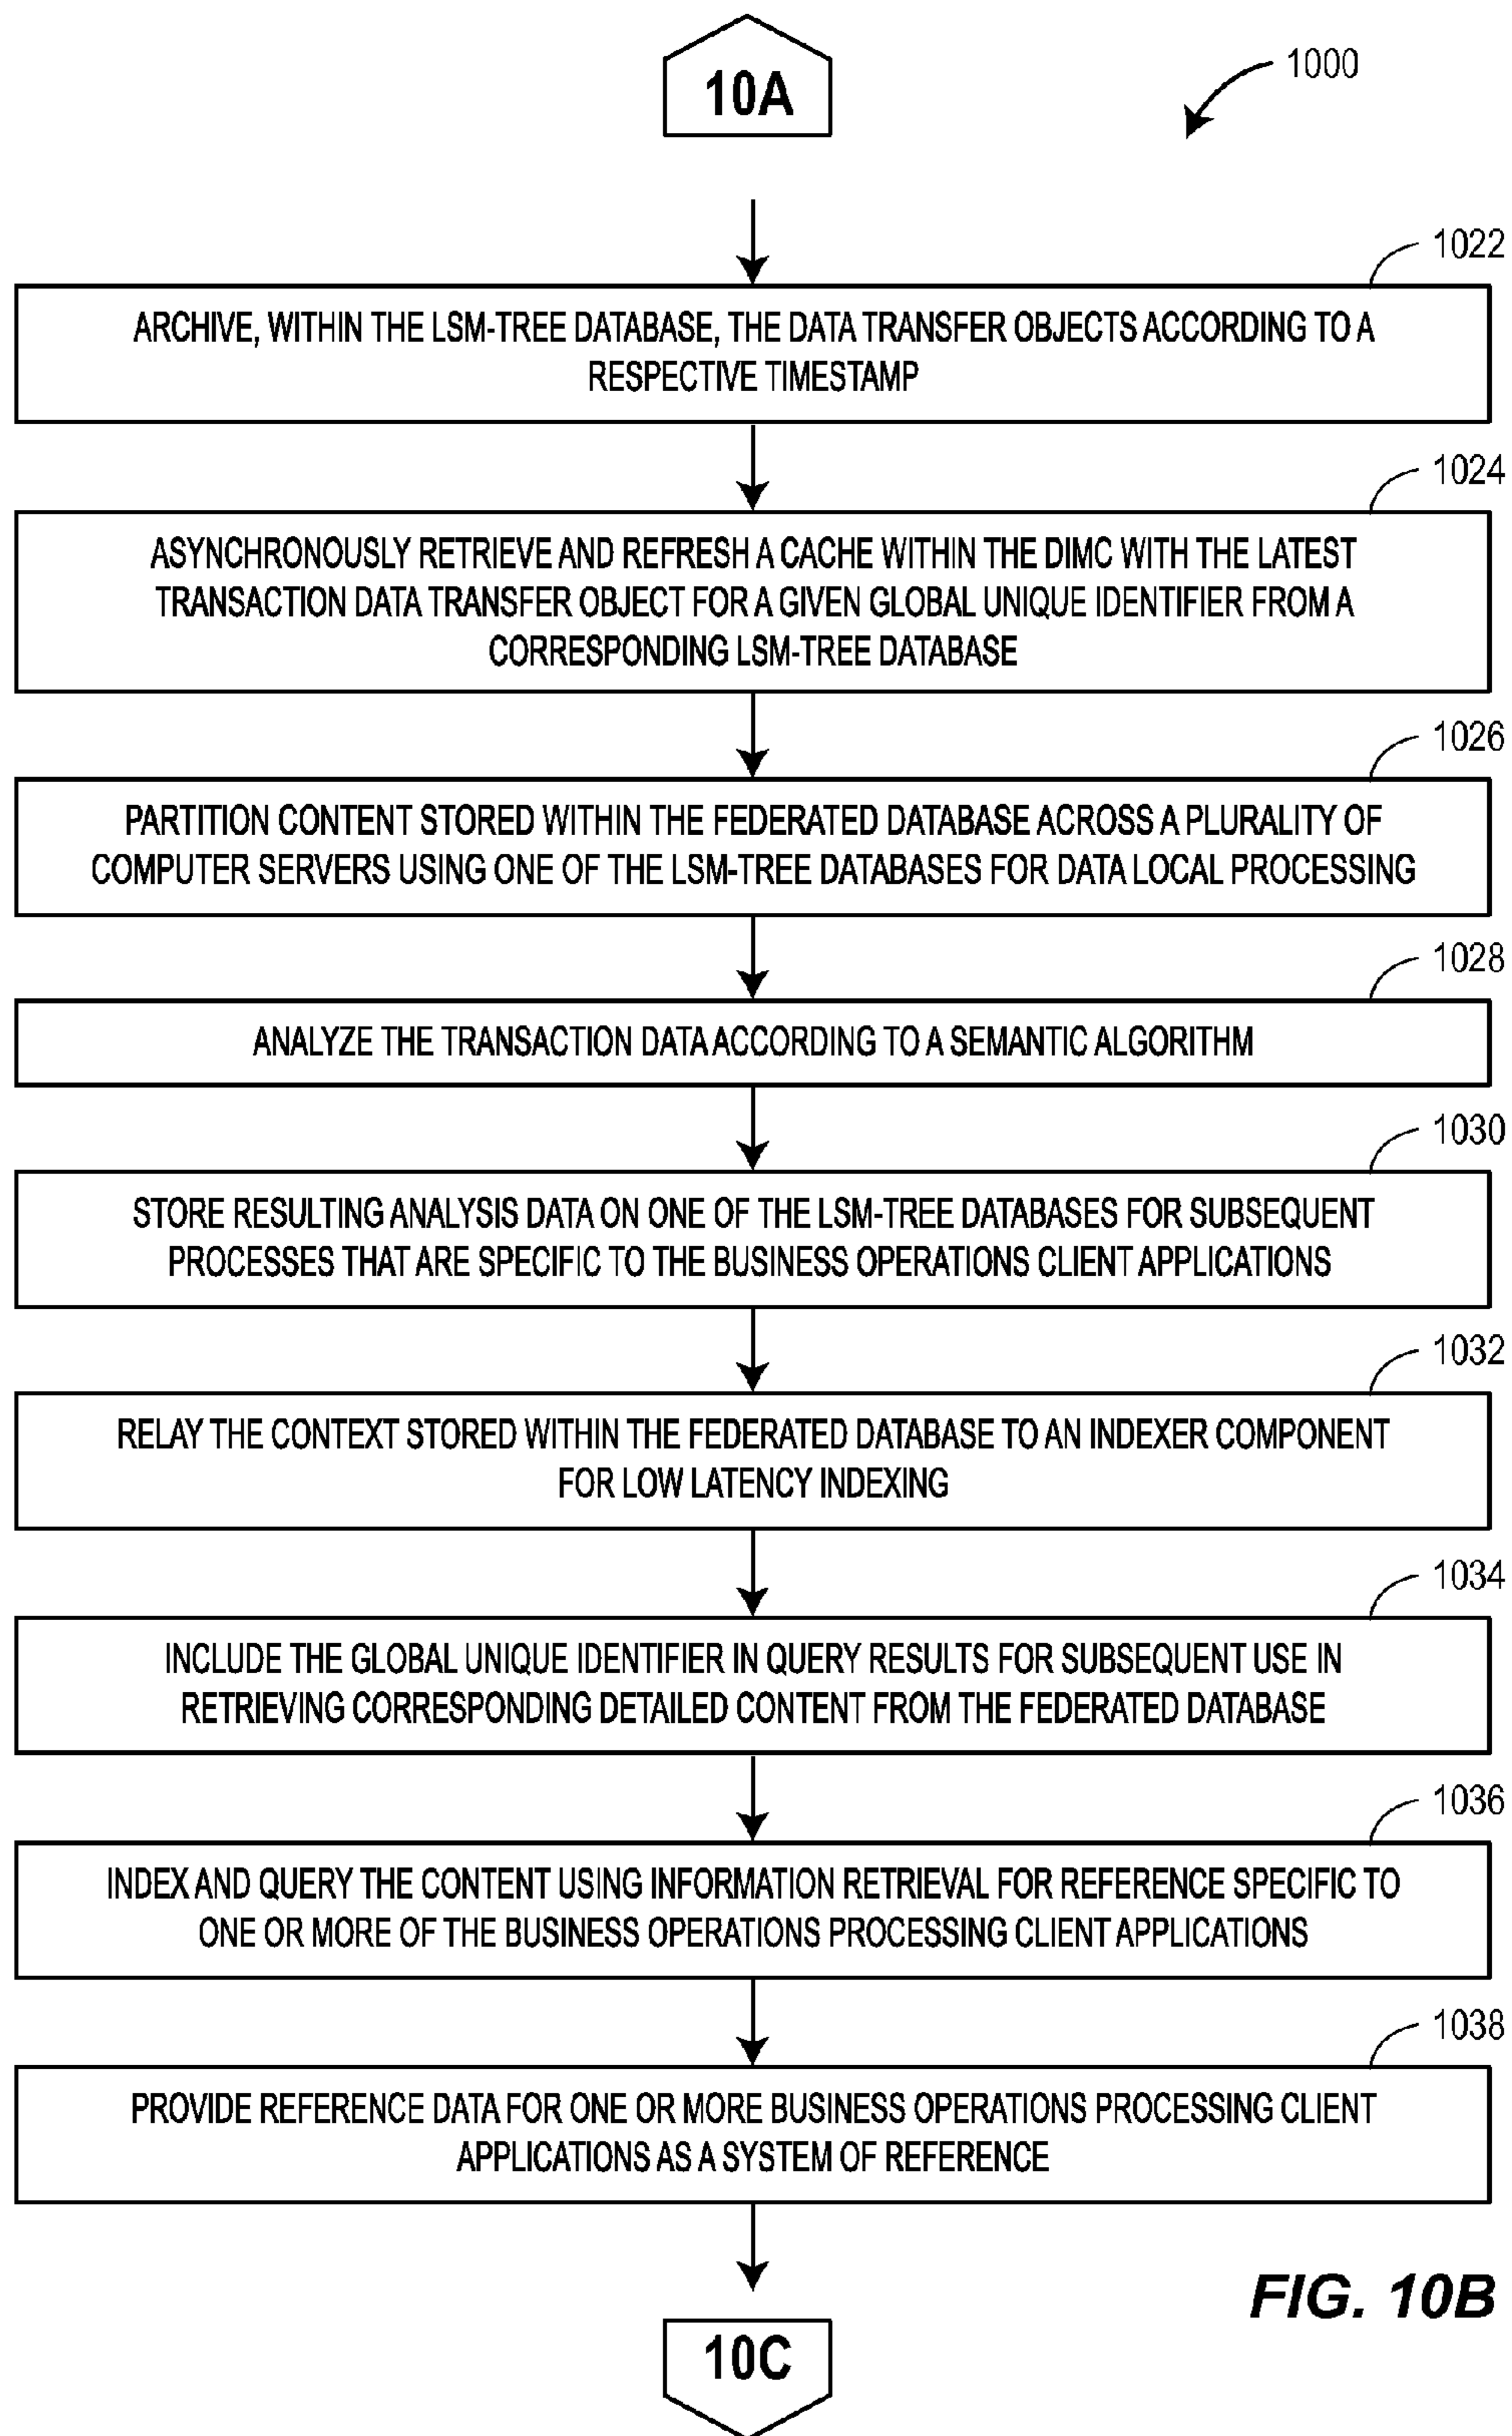 10A
1000
1022
ARCHIVE, WITHIN THE LSM-TREE DATABASE, THE DATA TRANSFER OBJECTS ACCORDING TO A
RESPECTIVE TIMESTAMP
1024
ASYNCHRONOUSLY RETRIEVE AND REFRESH A CACHE WITHIN THE DIMC WITH THE LATEST
TRANSACTION DATA TRANSFER OBJECT FOR A GIVEN GLOBAL UNIQUE IDENTIFIER FROM A
CORRESPONDING LSM-TREE DATABASE
1026
PARTITION CONTENT STORED WITHIN THE FEDERATED DATABASE ACROSS A PLURALITY OF
COMPUTER SERVERS USING ONE OF THE LSM-TREE DATABASES FOR DATA LOCAL PROCESSING
1028
ANALYZE THE TRANSACTION DATA ACCORDING TO A SEMANTIC ALGORITHM
1030
STORE RESULTING ANALYSIS DATA ON ONE OF THE LSM-TREE DATABASES FOR SUBSEQUENT
PROCESSES THAT ARE SPECIFIC TO THE BUSINESS OPERATIONS CLIENT APPLICATIONS
1032
RELAY THE CONTEXT STORED WITHIN THE FEDERATED DATABASE TO AN INDEXER COMPONENT
FOR LOW LATENCY INDEXING
1034
INCLUDE THE GLOBAL UNIQUE IDENTIFIER IN QUERY RESULTS FOR SUBSEQUENT USE IN
RETRIEVING CORRESPONDING DETAILED CONTENT FROM THE FEDERATED DATABASE
1036
INDEX AND QUERY THE CONTENT USING INFORMATION RETRIEVAL FOR REFERENCE SPECIFIC TO
ONE OR MORE OF THE BUSINESS OPERATIONS PROCESSING CLIENT APPLICATIONS
1038
PROVIDE REFERENCE DATA FOR ONE OR MORE BUSINESS OPERATIONS PROCESSING CLIENT
APPLICATIONS AS A SYSTEM OF REFERENCE
FIG. 10B
10C